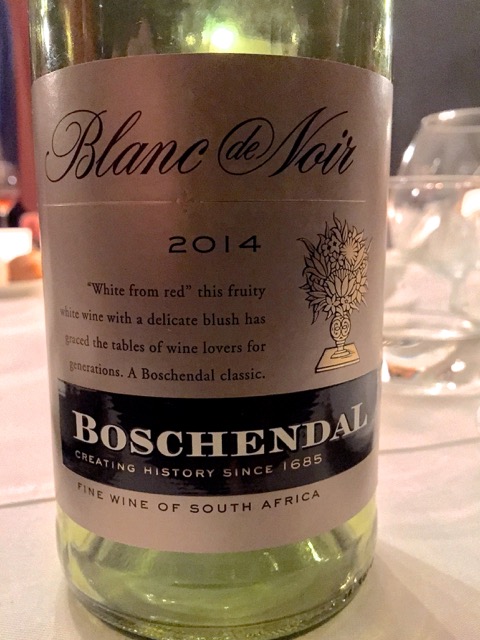 Blanc de Noir
2014
"White from red" this fruity
white wine with a delicate blush has
graced the tables of wine lovers for
generations. A Boschendal classic.
BOSCHENDAL
CREATING HISTORY SINCE 1685
FINE WINE OF SOUTH AFRICA